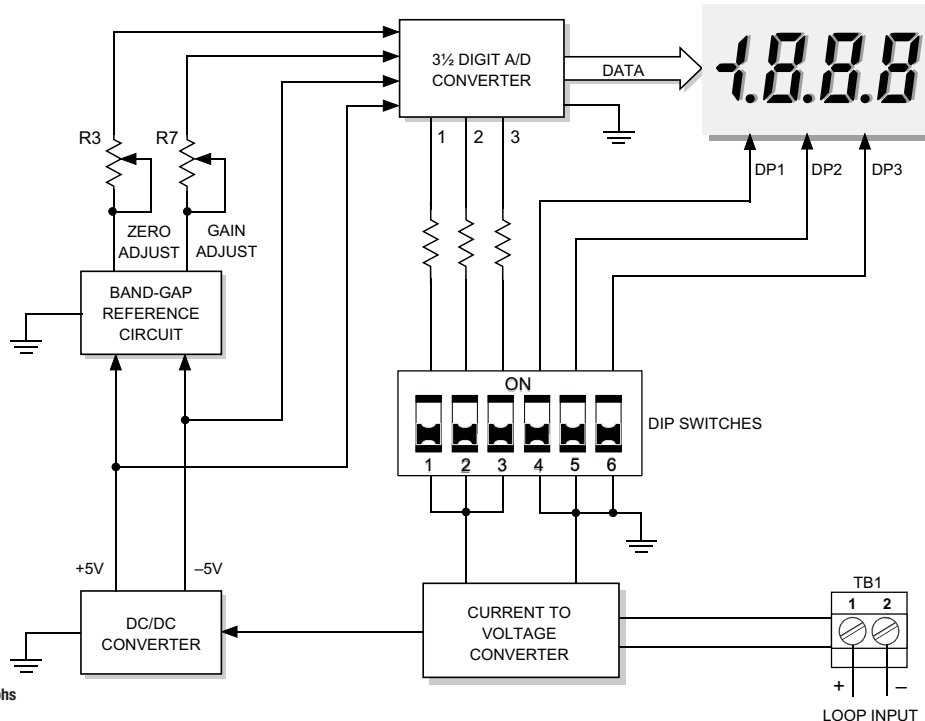 3½ DIGIT A/D
CONVERTER
DATA
-1.8.8.8
R3
R7
1 2 3
DP1 DP2 DP3
ZERO
ADJUST
GAIN
ADJUST
BAND-GAP
REFERENCE
CIRCUIT
ON
DIP SWITCHES
1 2 3 4 5 6
+5V
–5V
DC/DC
CONVERTER
CURRENT TO
VOLTAGE
CONVERTER
TB1
1 2
+ –
LOOP INPUT